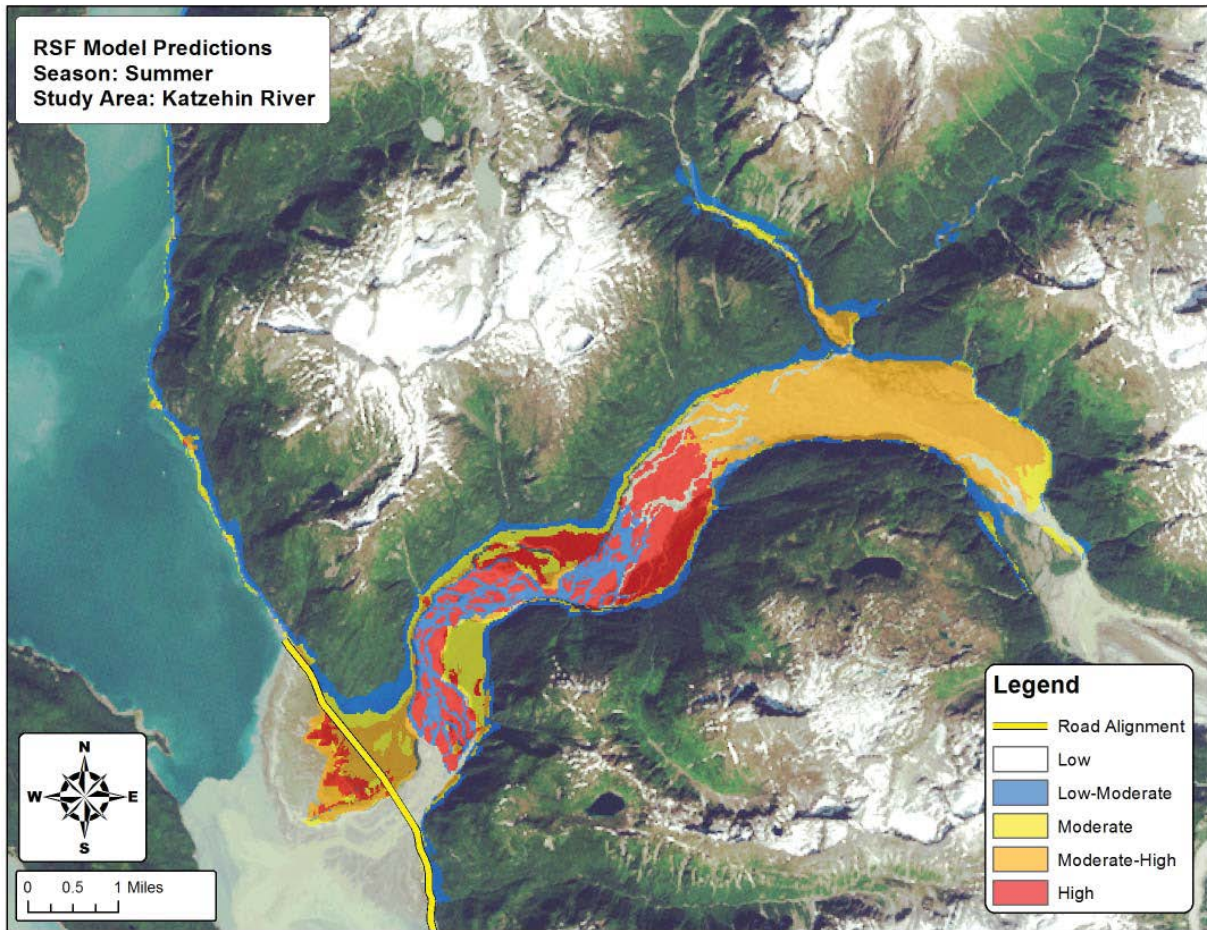 RSF Model Predictions
Season: Summer
Study Area: Katzehin River
N
W E
S
0 0.5 1 Miles
Legend
Road Alignment
Low
Low-Moderate
Moderate
Moderate-High
High